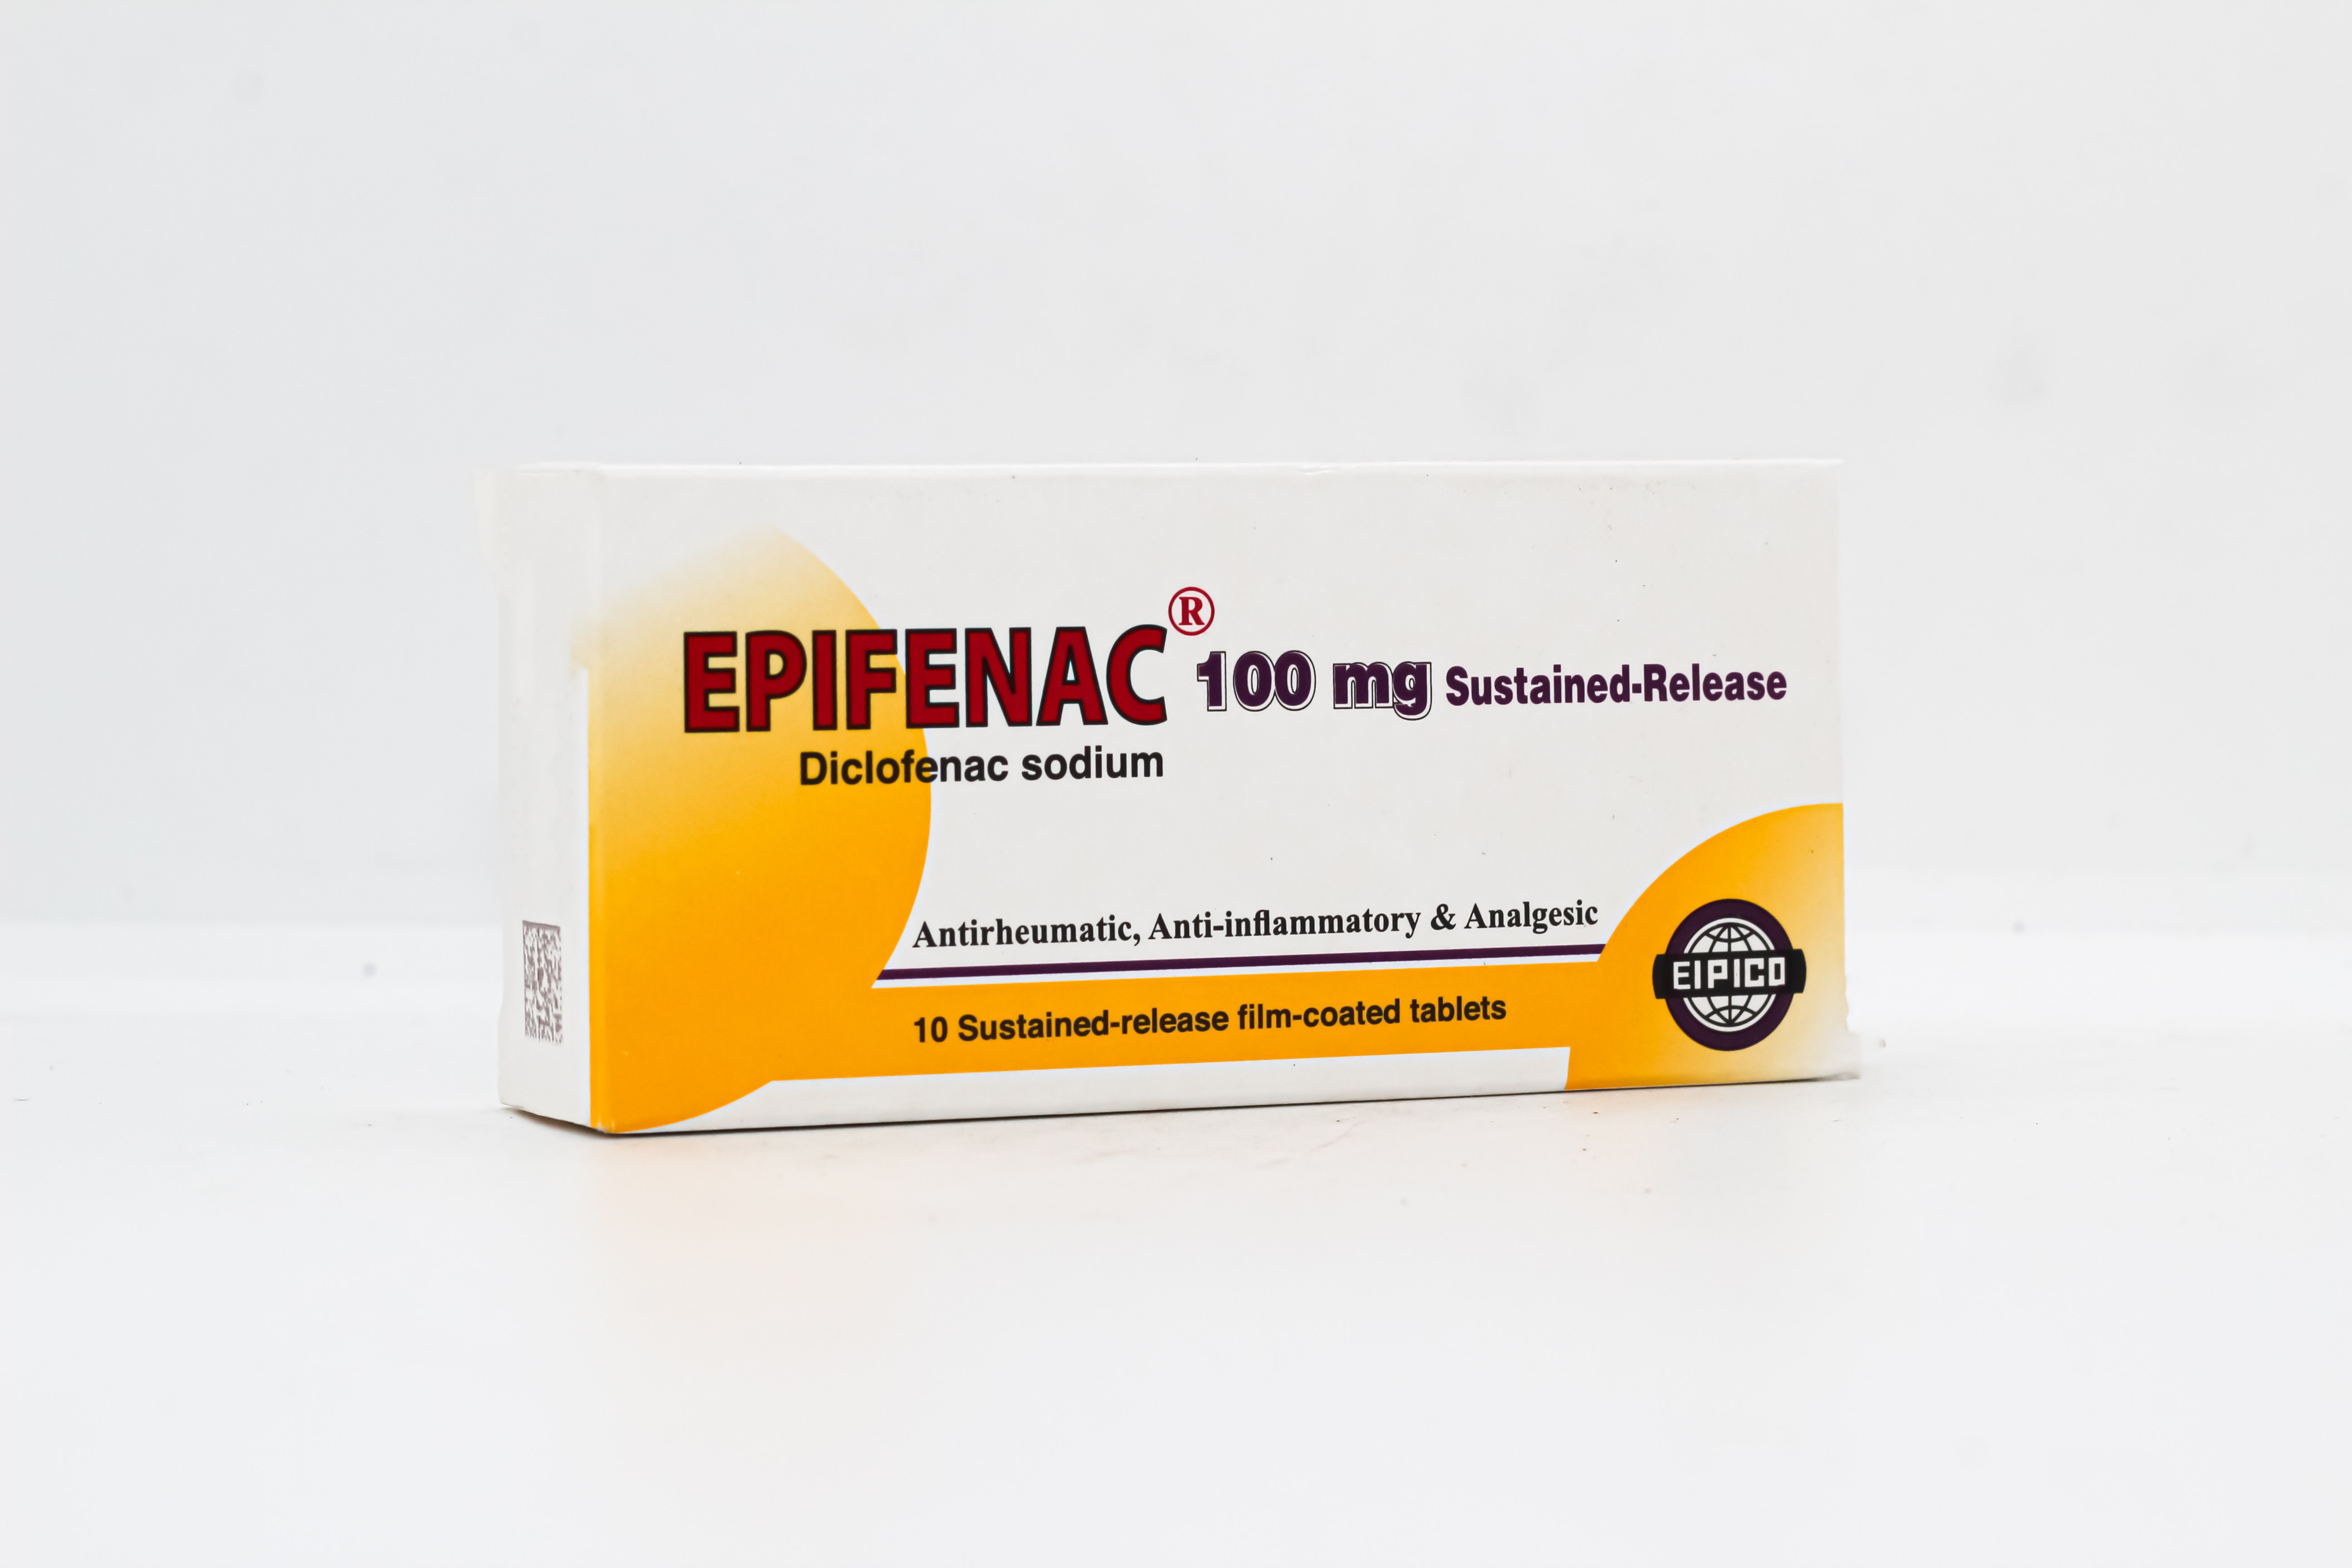 EPIFENAC® 100 mg Sustained-Release
Diclofenac sodium
Antirheumatic, Anti-inflammatory & Analgesic
10 Sustained-release film-coated tablets
EIPICO